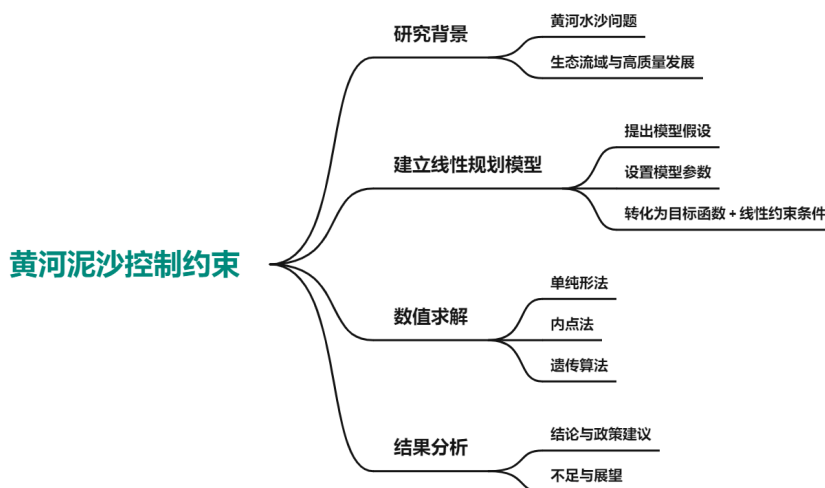 黄河泥沙控制约束
研究背景
黄河水沙问题
生态流域与高质量发展
建立线性规划模型
提出模型假设
设置模型参数
转化为目标函数 + 线性约束条件
数值求解
单纯形法
内点法
遗传算法
结果分析
结论与政策建议
不足与展望